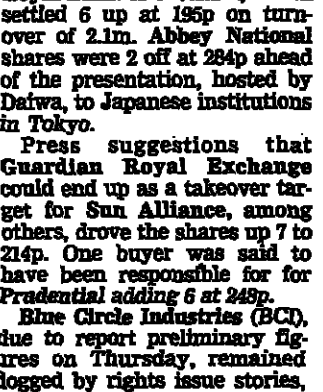 settled 6 up at 195p on turn-
over of 2.1m. Abbey National
shares were 2 off at 284p ahead
of the presentation, hosted by
Daiwa, to Japanese institutions
in Tokyo.
Press suggestions that
Guardian Royal Exchange
could end up as a takeover tar-
get for Sun Alliance, among
others, drove the shares up 7 to
214p. One buyer was said to
have been responsible for for
Prudential adding 6 at 248p.
Blue Circle Industries (BCI),
due to report preliminary fig-
ures on Thursday, remained
dogged by rights issue stories,